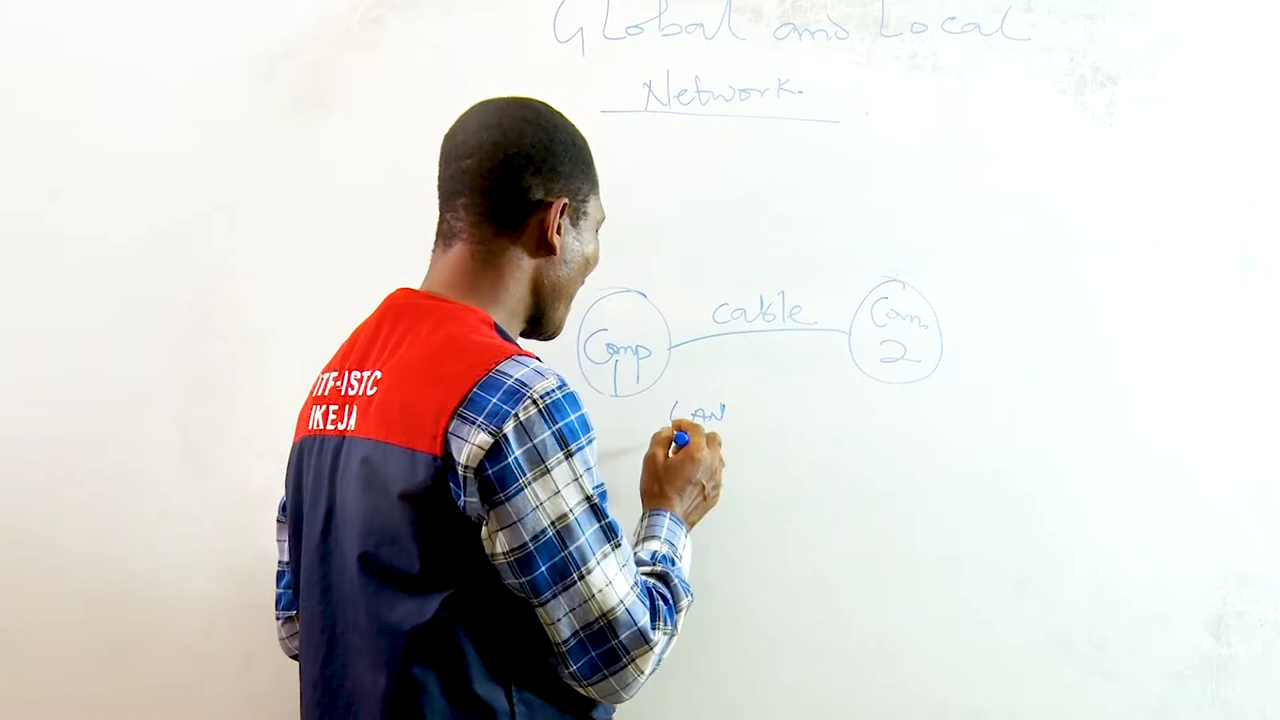 Global and Local
Network.
cable
Comp
1
Com
2
LAN
ITF-ISTC
IKEJA